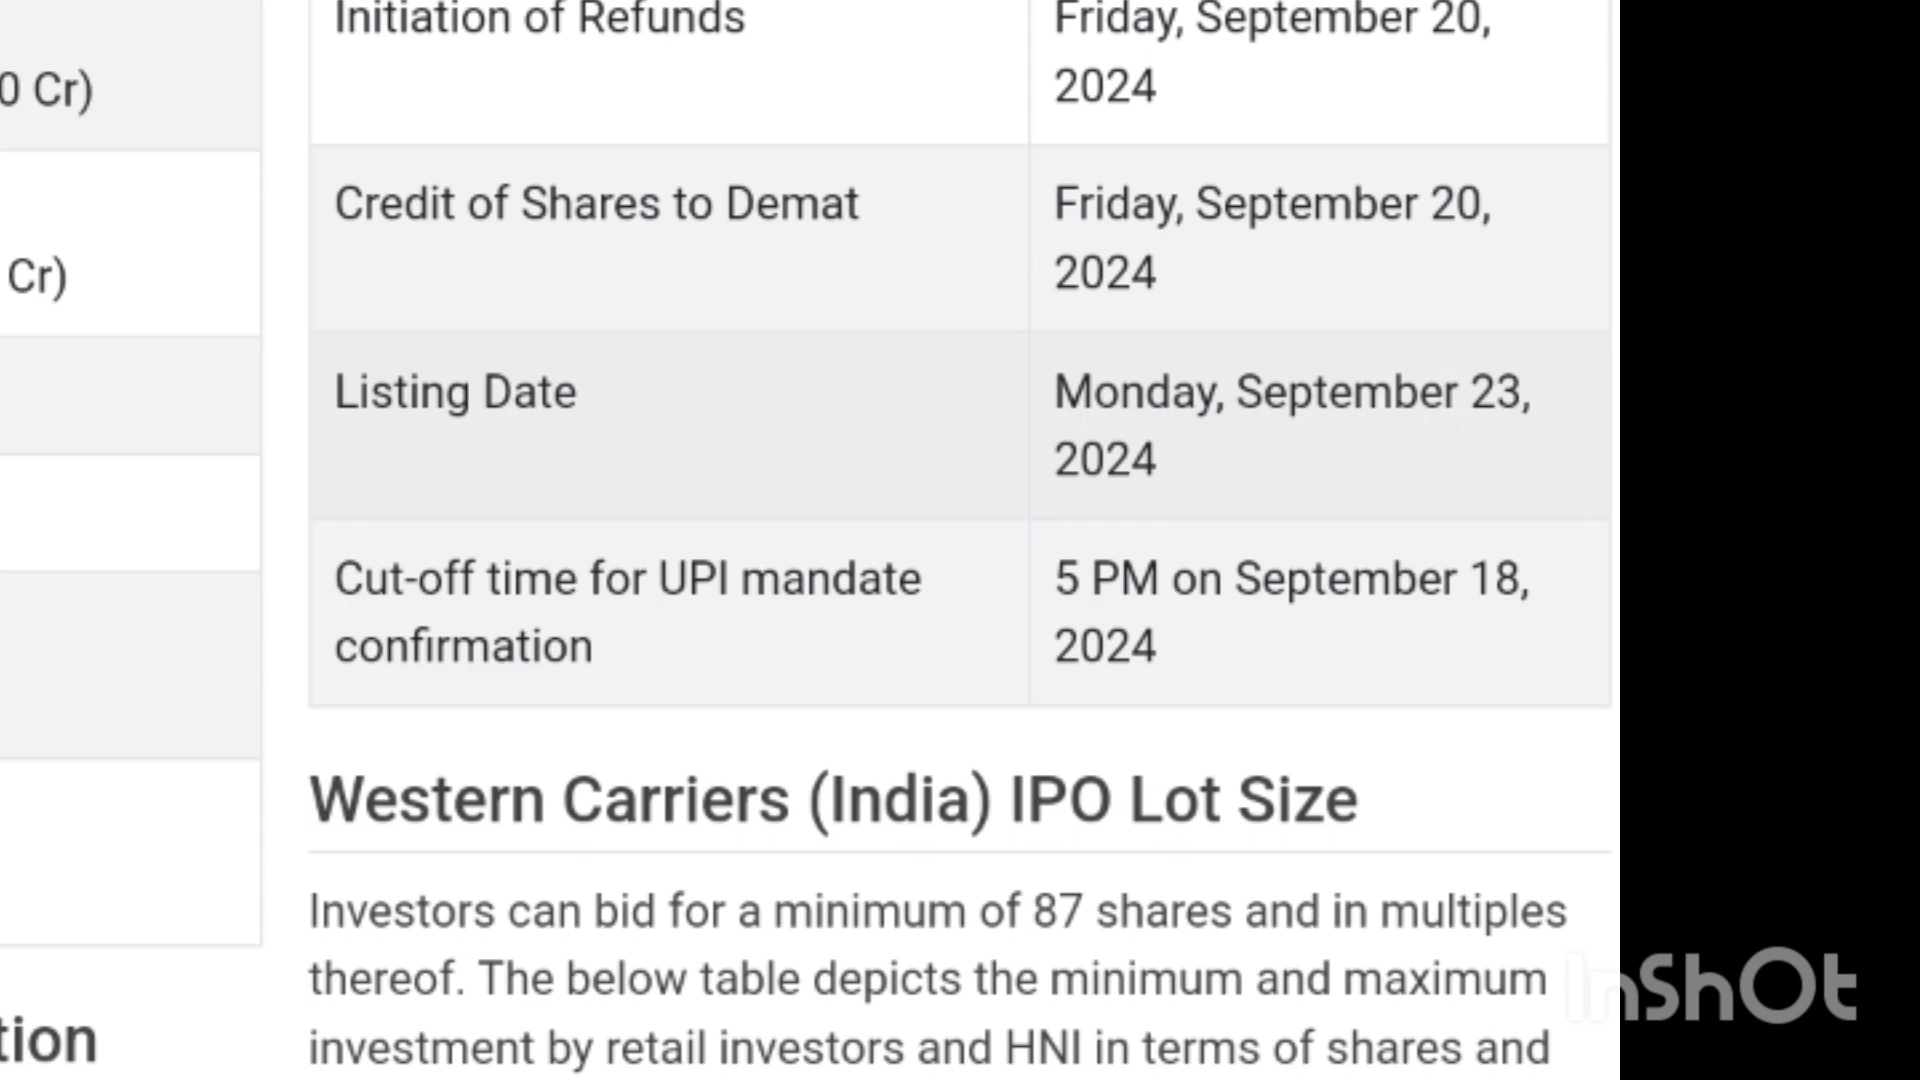 0 Cr)
Cr)
tion
Initiation of Refunds
Friday, September 20,
2024
Credit of Shares to Demat
Friday, September 20,
2024
Listing Date
Monday, September 23,
2024
Cut-off time for UPI mandate
confirmation
5 PM on September 18,
2024
Western Carriers (India) IPO Lot Size
Investors can bid for a minimum of 87 shares and in multiples
thereof. The below table depicts the minimum and maximum
investment by retail investors and HNI in terms of shares and
InShOt